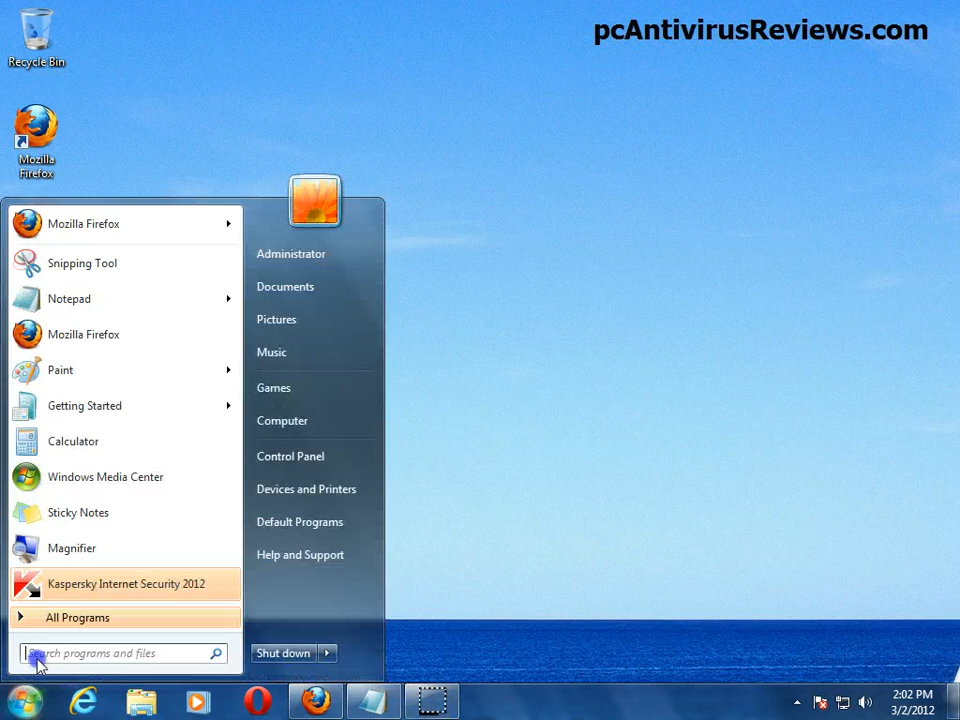 pcAntivirusReviews.com
Recycle Bin
Mozilla
Firefox
Mozilla Firefox
Snipping Tool
Notepad
Mozilla Firefox
Paint
Getting Started
Calculator
Windows Media Center
Sticky Notes
Magnifier
Kaspersky Internet Security 2012
All Programs
Search programs and files
Administrator
Documents
Pictures
Music
Games
Computer
Control Panel
Devices and Printers
Default Programs
Help and Support
Shut down
2:02 PM
3/2/2012